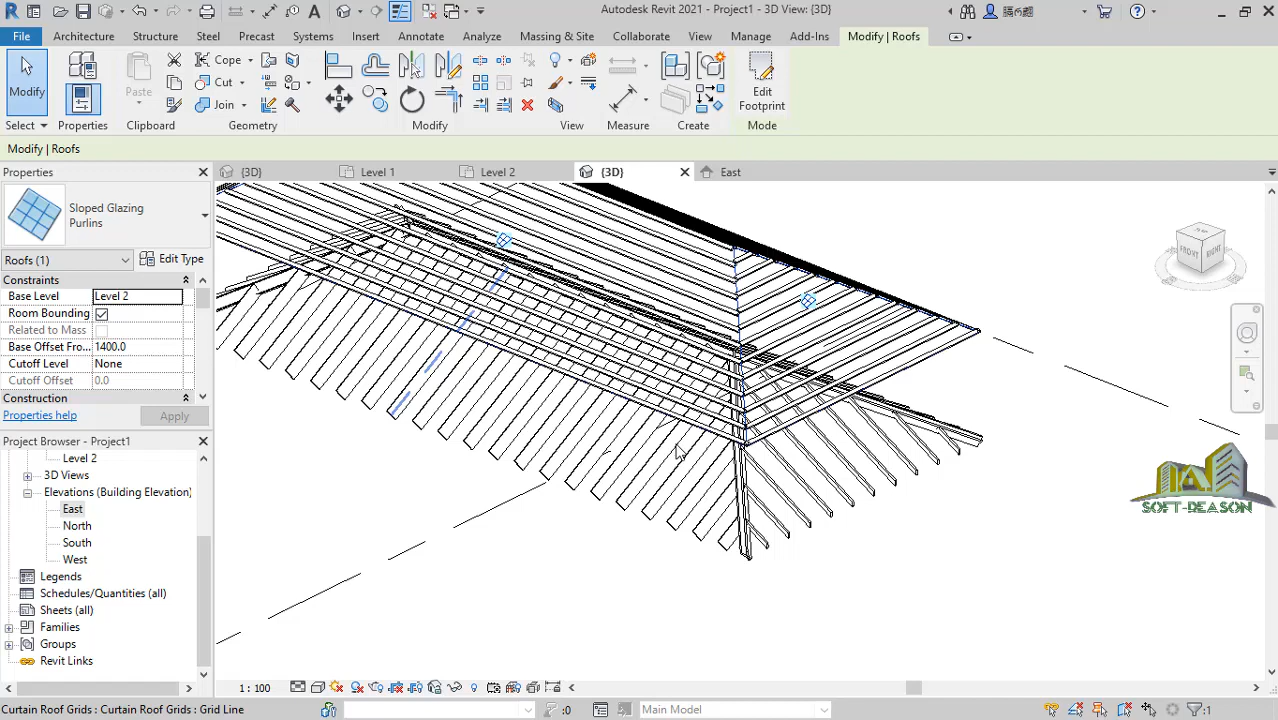 Autodesk Revit 2021 - Project1 - 3D View: {3D}
File Architecture Structure Steel Precast Systems Insert Annotate Analyze Massing & Site Collaborate View Manage Add-Ins Modify | Roofs
Modify
Paste
Cope
Cut
Join
Edit
Footprint
Select Properties Clipboard Geometry Modify View Measure Create Mode
Modify | Roofs
Properties
{3D} Level 1 Level 2 {3D} East
Sloped Glazing
Purlins
Roofs (1) Edit Type
Constraints
Base Level Level 2
Room Bounding
Related to Mass
Base Offset Fro... 1400.0
Cutoff Level None
Cutoff Offset 0.0
Construction
Properties help Apply
Project Browser - Project1
Level 2
3D Views
Elevations (Building Elevation)
East
North
South
West
Legends
Schedules/Quantities (all)
Sheets (all)
Families
Groups
Revit Links
FRONT RIGHT
SOFT-REASON
1 : 100
Curtain Roof Grids : Curtain Roof Grids : Grid Line :0 Main Model :1